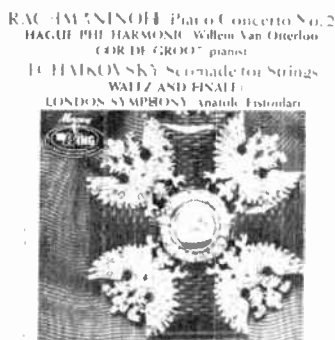 RACHMANINOFF Piano Concerto No. 2
HAGUE PHILHARMONIC Willem Van Otterloo
COR DE GROOT pianist
TCHAIKOVSKY Serenade for Strings
WALTZ AND FINALE
LONDON SYMPHONY Anatole Fistoulari